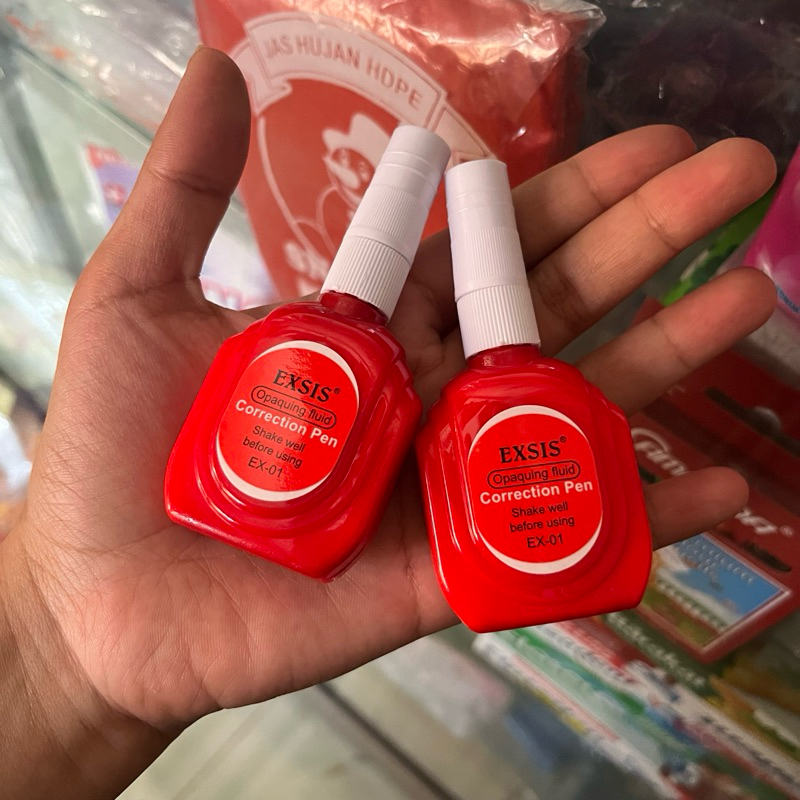 JAS HUJAN HDPE
EXSIS®
Opaquing fluid
Correction Pen
Shake well
before using
EX-01
EXSIS®
Opaquing fluid
Correction Pen
Shake well
before using
EX-01